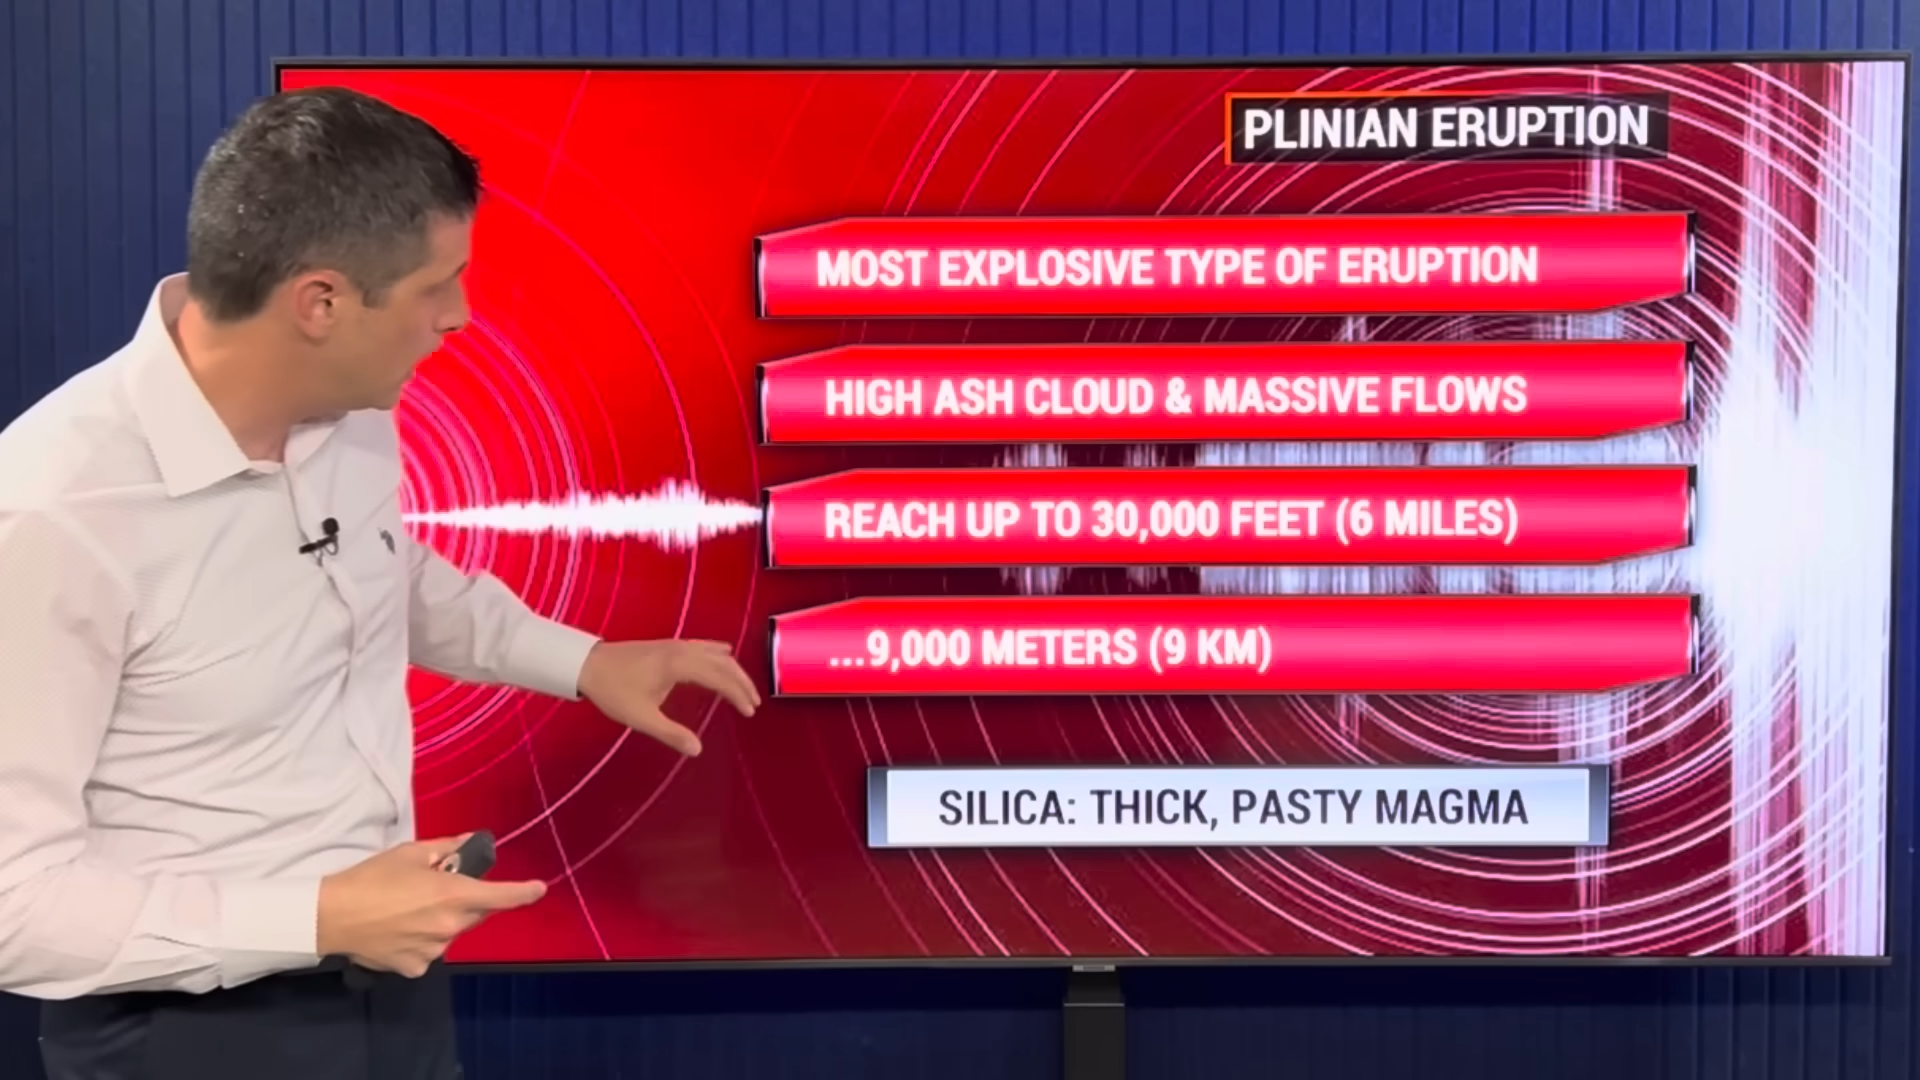 PLINIAN ERUPTION
MOST EXPLOSIVE TYPE OF ERUPTION
HIGH ASH CLOUD & MASSIVE FLOWS
REACH UP TO 30,000 FEET (6 MILES)
...9,000 METERS (9 KM)
SILICA: THICK, PASTY MAGMA